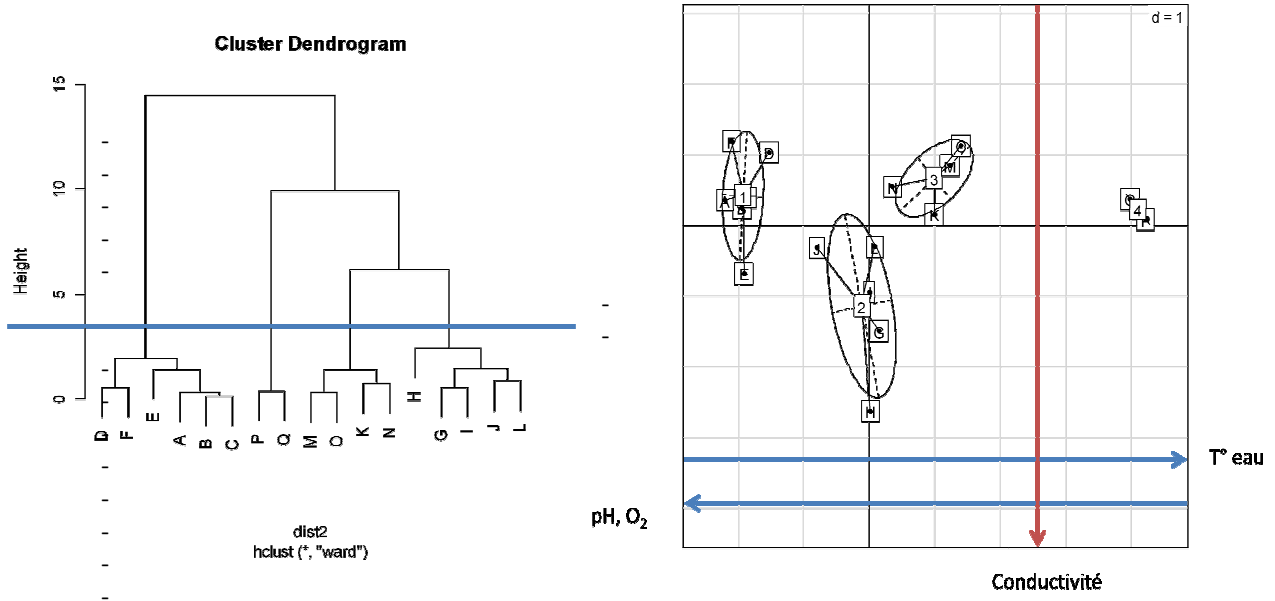 Cluster Dendrogram
Height
15
10
5
0
D F E A B C P Q M O K N H G I J L
dist2
hclust (*, "ward")
d = 1
F
D
A
1
E
J
L
2
G
H
N
3
M
K
4
T° eau
pH, O₂
Conductivité